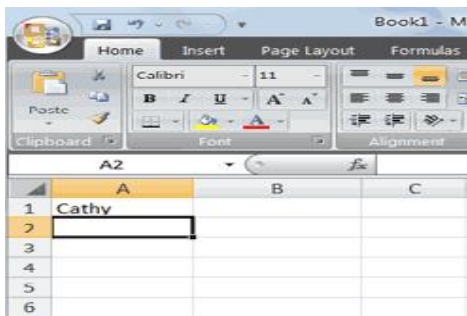 Book1 - M
Home Insert Page Layout Formulas
Calibri 11
B I U A A
Paste
A
Clipboard Font Alignment
A2 fx
A B C
1 Cathy
2
3
4
5
6